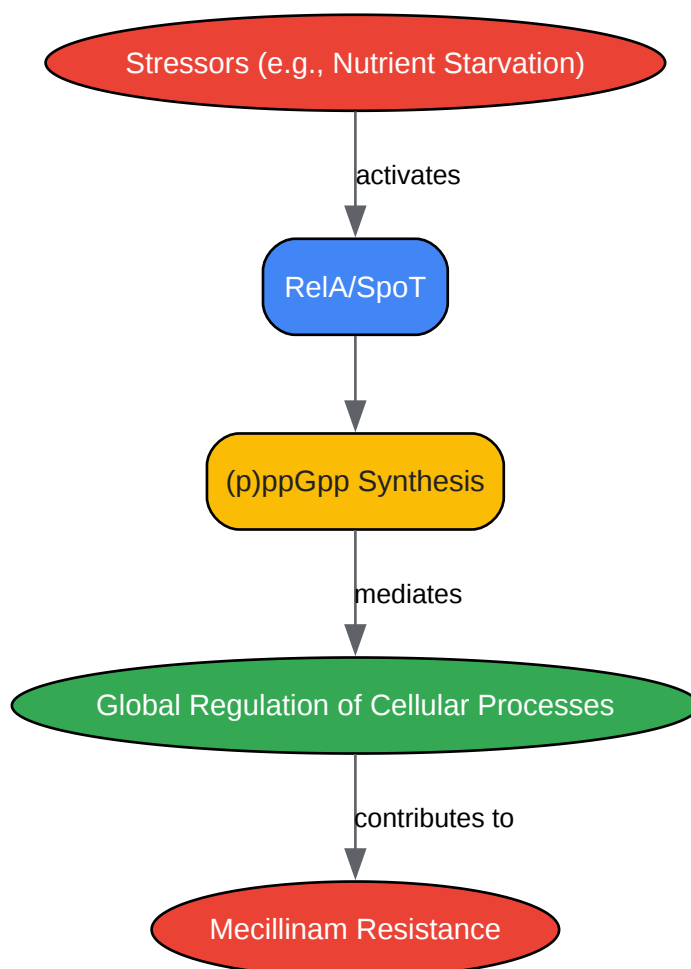 Stressors (e.g., Nutrient Starvation)
activates
RelA/SpoT
(p)ppGpp Synthesis
mediates
Global Regulation of Cellular Processes
contributes to
Mecillinam Resistance